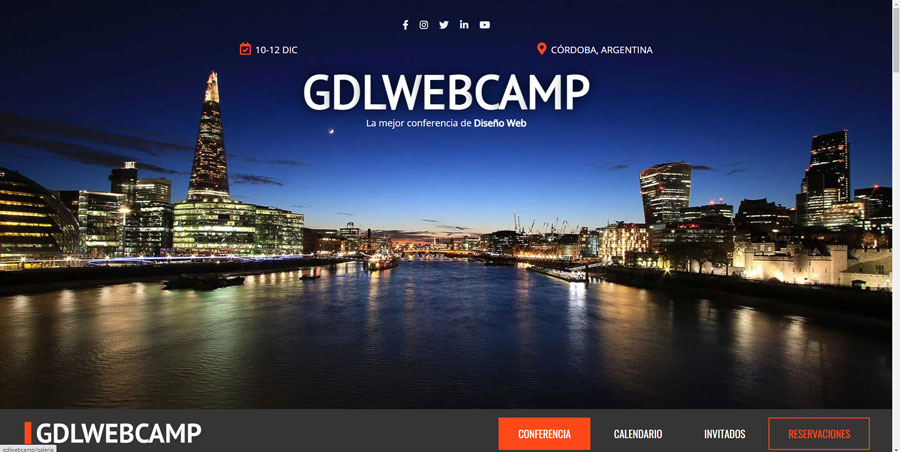 10-12 DIC
CÓRDOBA, ARGENTINA
GDLWEBCAMP
La mejor conferencia de Diseño Web
GDLWEBCAMP
CONFERENCIA
CALENDARIO
INVITADOS
RESERVACIONES
gdlwebcamp/galeria